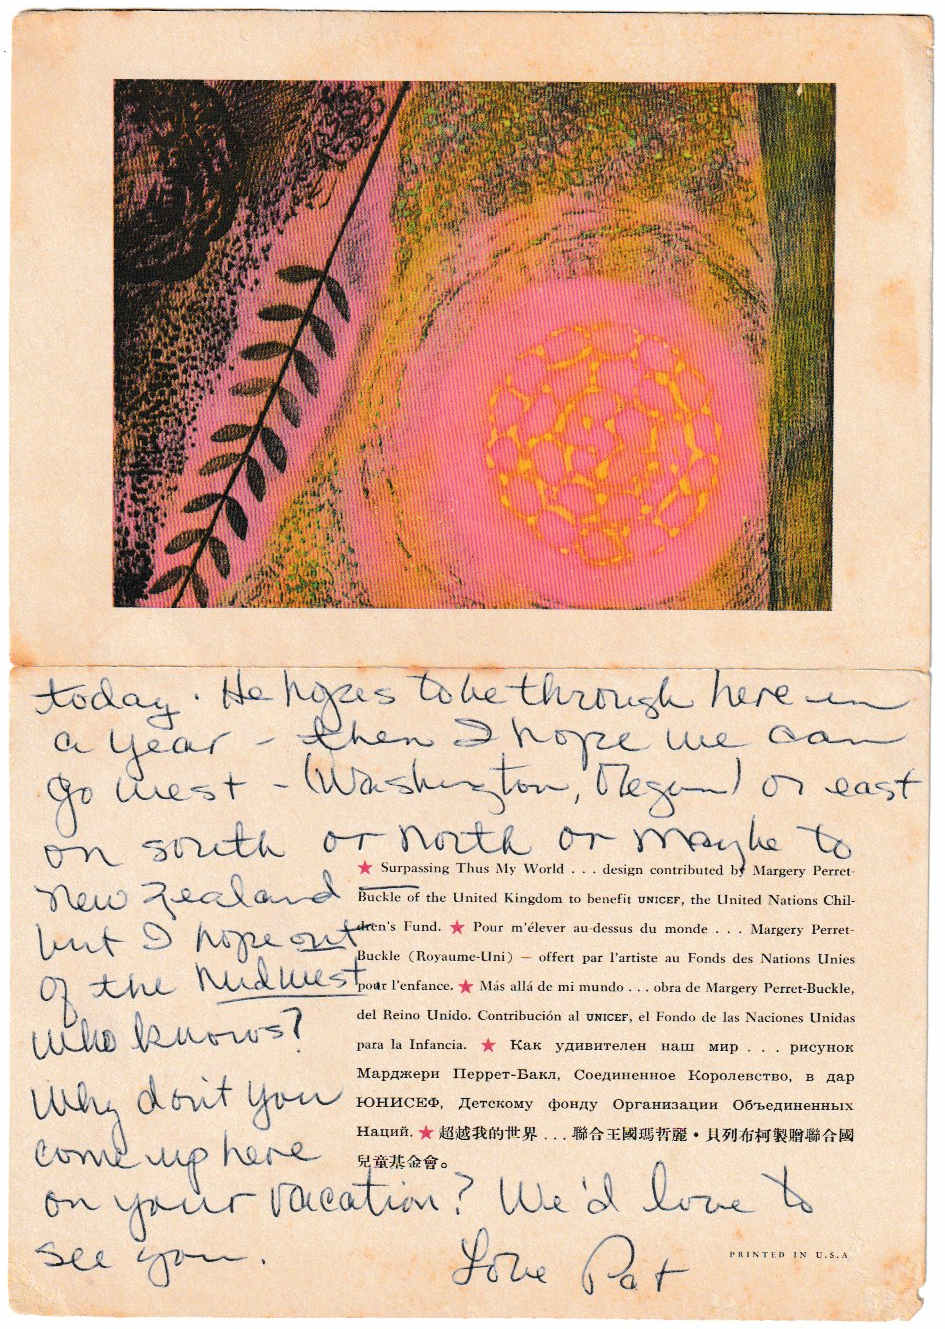 today. He hopes to be through here in
a year - then I hope we can
go west - (Washington, Oregon) or east
or south or north or maybe to
New Zealand
but I hope out
of the Midwest
who knows?
Why don't you
come up here
on your vacation? We'd love to
see you.
Love Pat
★ Surpassing Thus My World . . . design contributed by Margery Perret-
Buckle of the United Kingdom to benefit UNICEF, the United Nations Chil-
dren's Fund. ★ Pour m'élever au-dessus du monde . . . Margery Perret-
Buckle (Royaume-Uni) — offert par l'artiste au Fonds des Nations Unies
pour l'enfance. ★ Más allá de mi mundo . . . obra de Margery Perret-Buckle,
del Reino Unido. Contribución al UNICEF, el Fondo de las Naciones Unidas
para la Infancia. ★ Как удивителен наш мир . . . рисунок
Марджери Перрет-Бакл, Соединенное Королевство, в дар
ЮНИСЕФ, Детскому фонду Организации Объединенных
Наций. ★ 超越我的世界 . . . 聯合王國瑪哲麗・貝列布柯製贈聯合國
兒童基金會。
PRINTED IN U.S.A